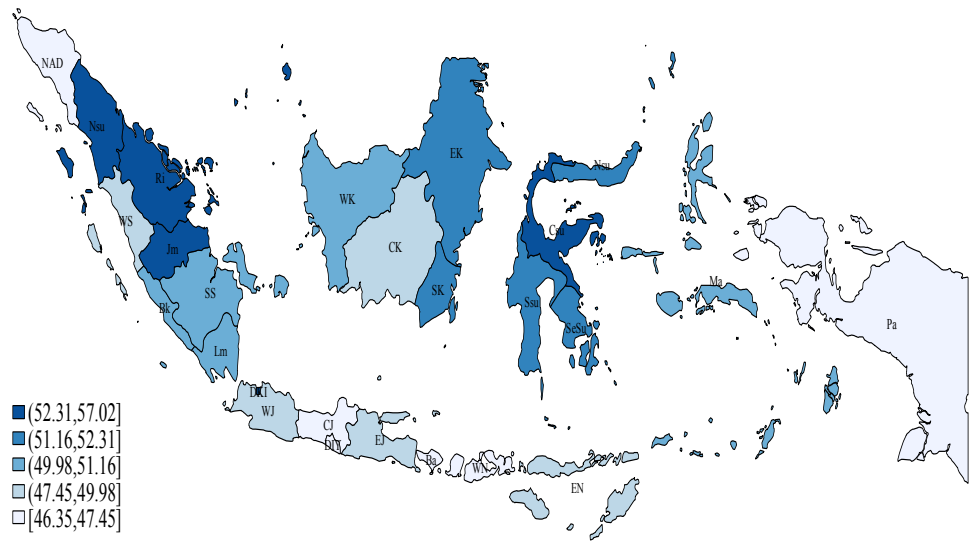 NAD
Nsu
EK
Nsu
Ri
WK
WS
Csu
Jm
CK
Ma
SS
SK
Bk
Ssu
SeSu
Pa
Lm
DKI
WJ
CJ
EJ
DIY
Ba
WN
EN
(52.31,57.02]
(51.16,52.31]
(49.98,51.16]
(47.45,49.98]
[46.35,47.45]